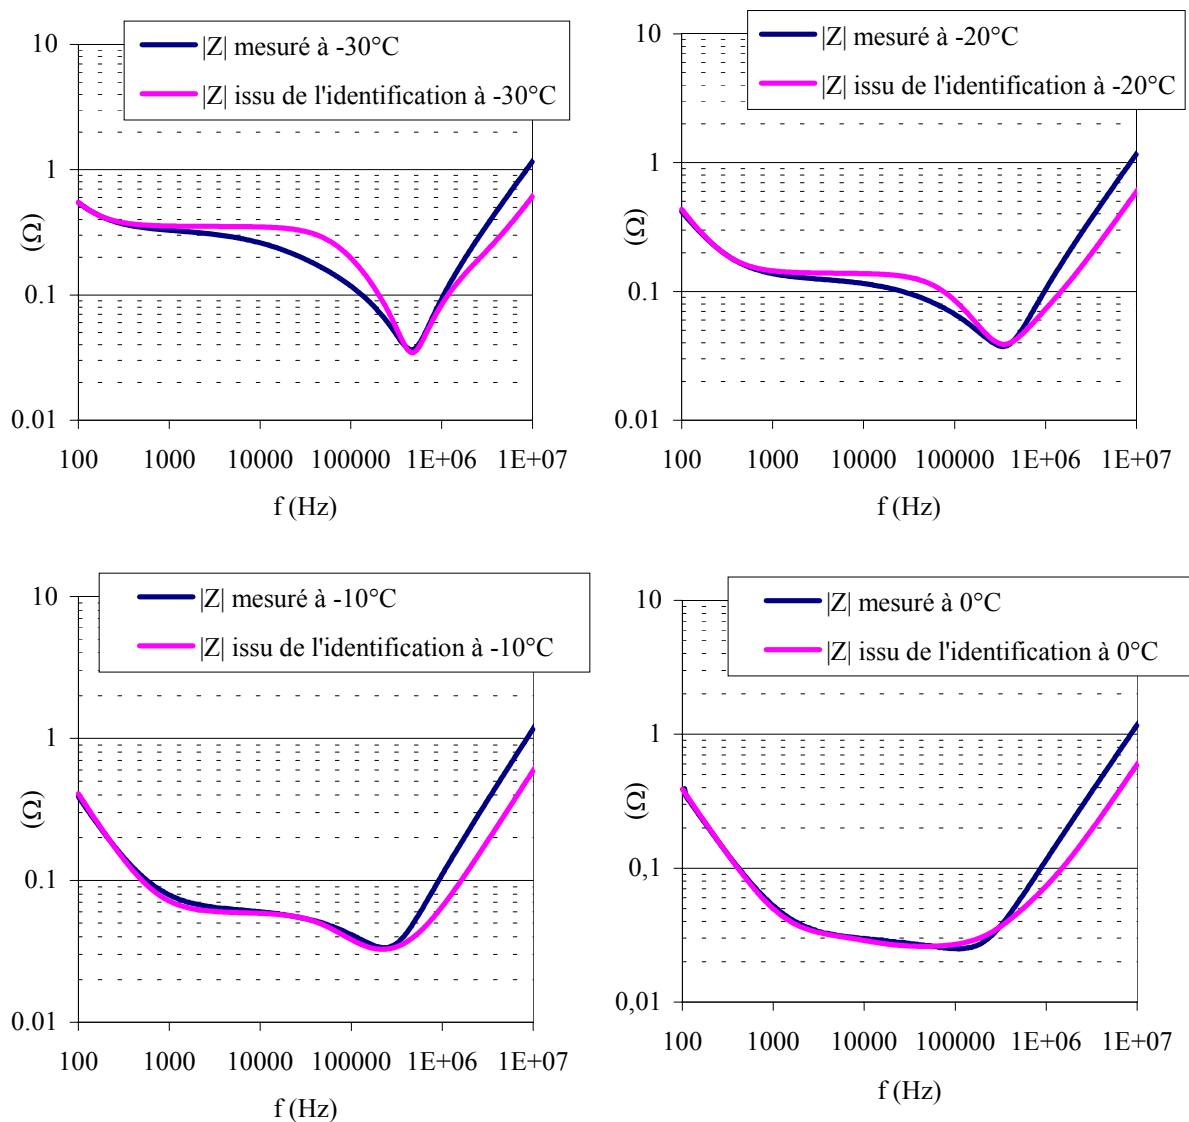 |Z| mesuré à -30°C
|Z| issu de l'identification à -30°C
10
1
0.1
0.01
(Ω)
100 1000 10000 100000 1E+06 1E+07
f (Hz)
|Z| mesuré à -20°C
|Z| issu de l'identification à -20°C
10
1
0.1
0.01
(Ω)
100 1000 10000 100000 1E+06 1E+07
f (Hz)
|Z| mesuré à -10°C
|Z| issu de l'identification à -10°C
10
1
0.1
0.01
(Ω)
100 1000 10000 100000 1E+06 1E+07
f (Hz)
|Z| mesuré à 0°C
|Z| issu de l'identification à 0°C
10
1
0.1
0,01
(Ω)
100 1000 10000 100000 1E+06 1E+07
f (Hz)